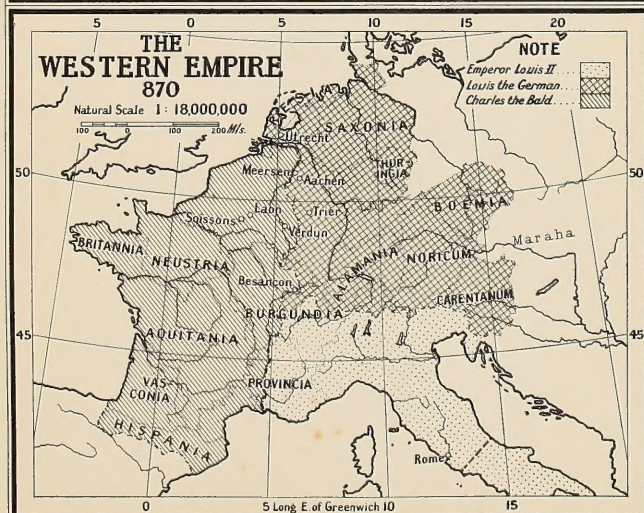 5 0 5 10 15 20
THE
WESTERN EMPIRE
870
Natural Scale 1 : 18,000,000
100 0 100 200 M/s.
NOTE
Emperor Louis II
Louis the German
Charles the Bald
SAXONIA
Utrecht
THUR-
INGIA
Meersen
Aachen
50
50
BOEMIA
Soissons
Laon
Trier
Verdun
Maraha
BRITANNIA
NEUSTRIA
ALAMANIA
NORICUM
Besançon
CARENTANUM
BURGUNDIA
45
45
AQUITANIA
VAS-
CONIA
PROVINCIA
HISPANIA
Rome
0 5 Long E. of Greenwich 10 15